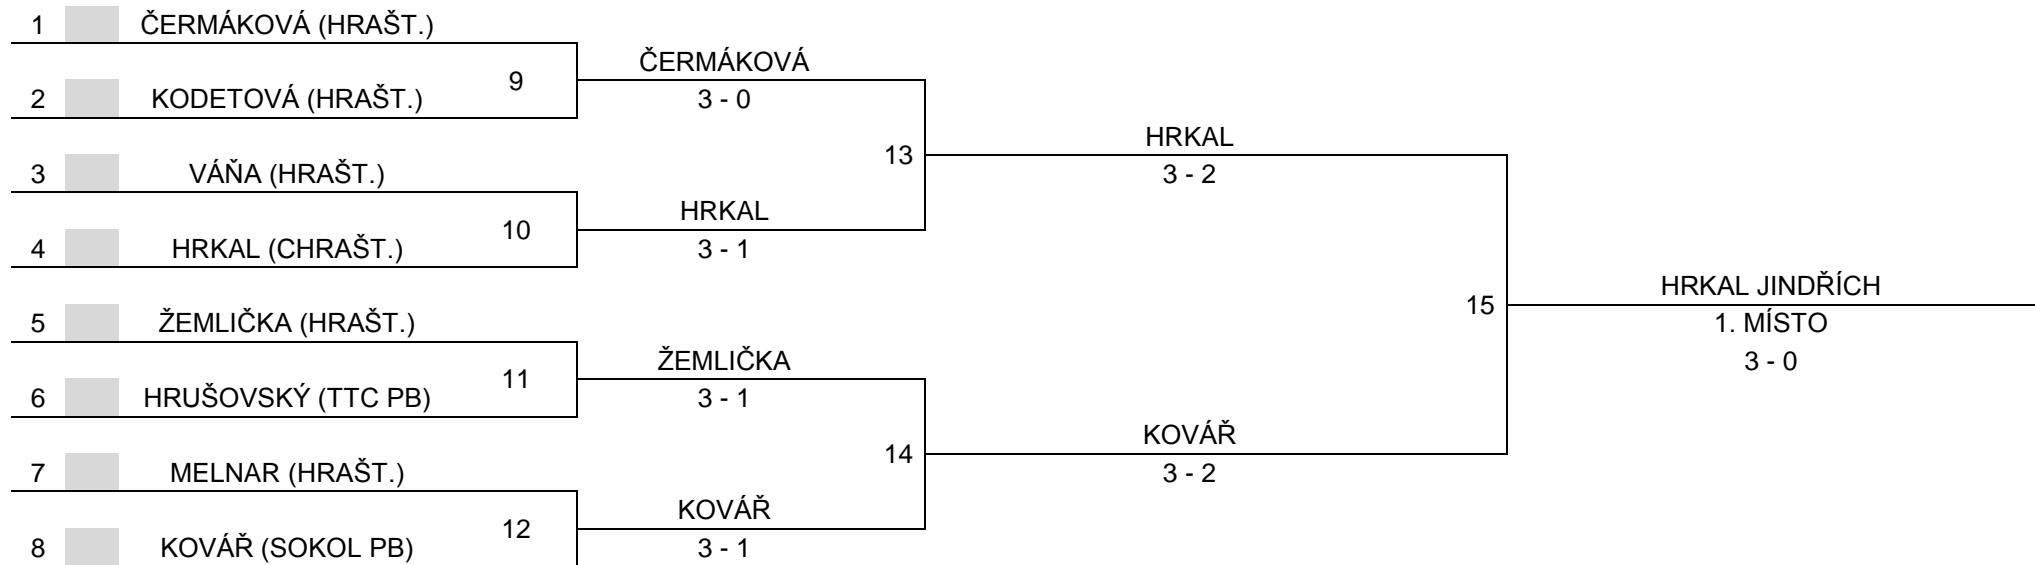 1 ČERMÁKOVÁ (HRAŠT.)
ČERMÁKOVÁ
9
2 KODETOVÁ (HRAŠT.)
3 - 0
HRKAL
13
3 VÁŇA (HRAŠT.)
3 - 2
HRKAL
10
4 HRKAL (CHRAŠT.)
3 - 1
HRKAL JINDŘÍCH
15
5 ŽEMLIČKA (HRAŠT.)
1. MÍSTO
ŽEMLIČKA
3 - 0
11
6 HRUŠOVSKÝ (TTC PB)
3 - 1
KOVÁŘ
14
7 MELNAR (HRAŠT.)
3 - 2
KOVÁŘ
12
8 KOVÁŘ (SOKOL PB)
3 - 1